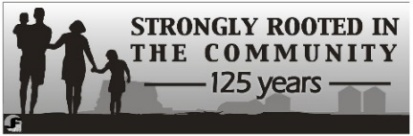 STRONGLY ROOTED IN
THE COMMUNITY
125 years